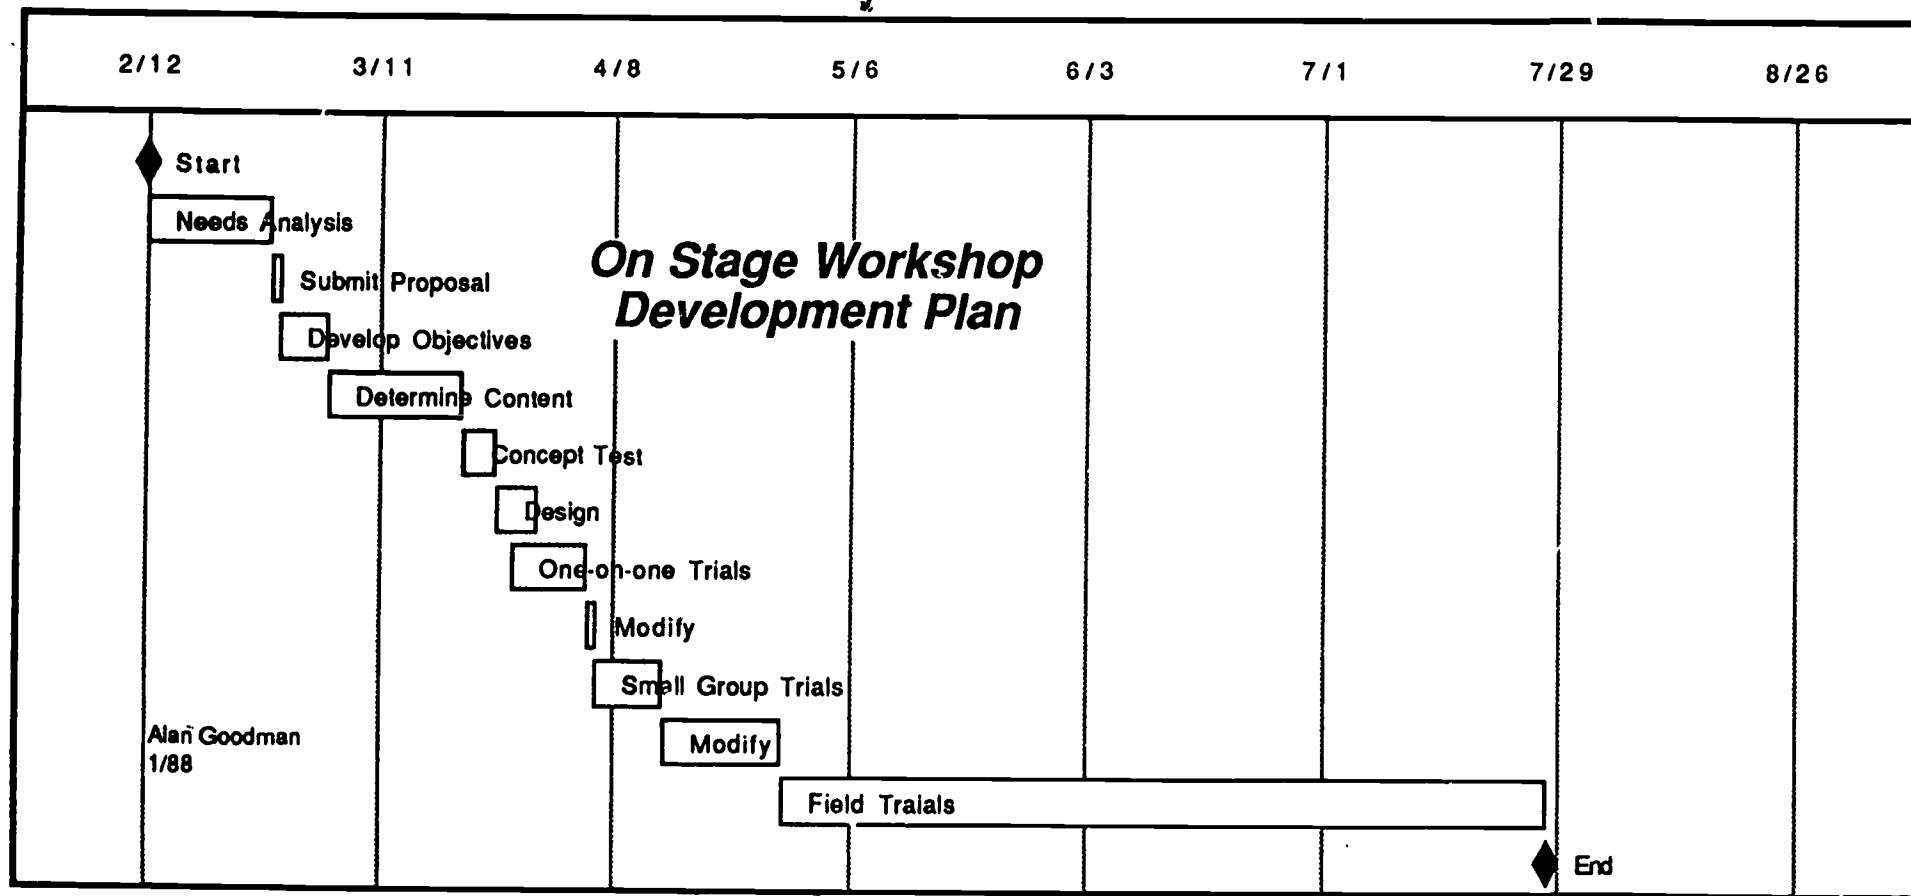 2/12 3/11 4/8 5/6 6/3 7/1 7/29 8/26
Start
Needs Analysis
On Stage Workshop
Submit Proposal
Development Plan
Develop Objectives
Determine Content
Concept Test
Design
One-on-one Trials
Modify
Small Group Trials
Alan Goodman
Modify
1/88
Field Traials
End